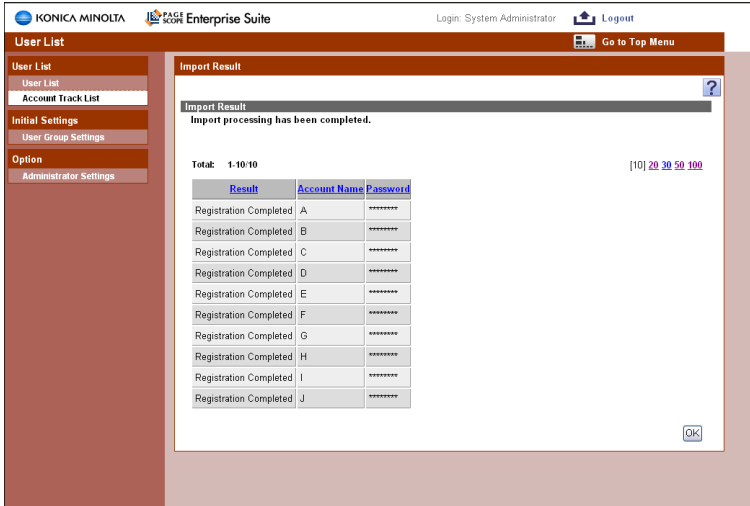 KONICA MINOLTA PAGE SCOPE Enterprise Suite Login: System Administrator Logout
User List Go to Top Menu
User List
User List
Account Track List
Initial Settings
User Group Settings
Option
Administrator Settings
Import Result
?
Import Result
Import processing has been completed.
Total: 1-10/10 [10] 20 30 50 100
Result Account Name Password
Registration Completed A ********
Registration Completed B ********
Registration Completed C ********
Registration Completed D ********
Registration Completed E ********
Registration Completed F ********
Registration Completed G ********
Registration Completed H ********
Registration Completed I ********
Registration Completed J ********
OK